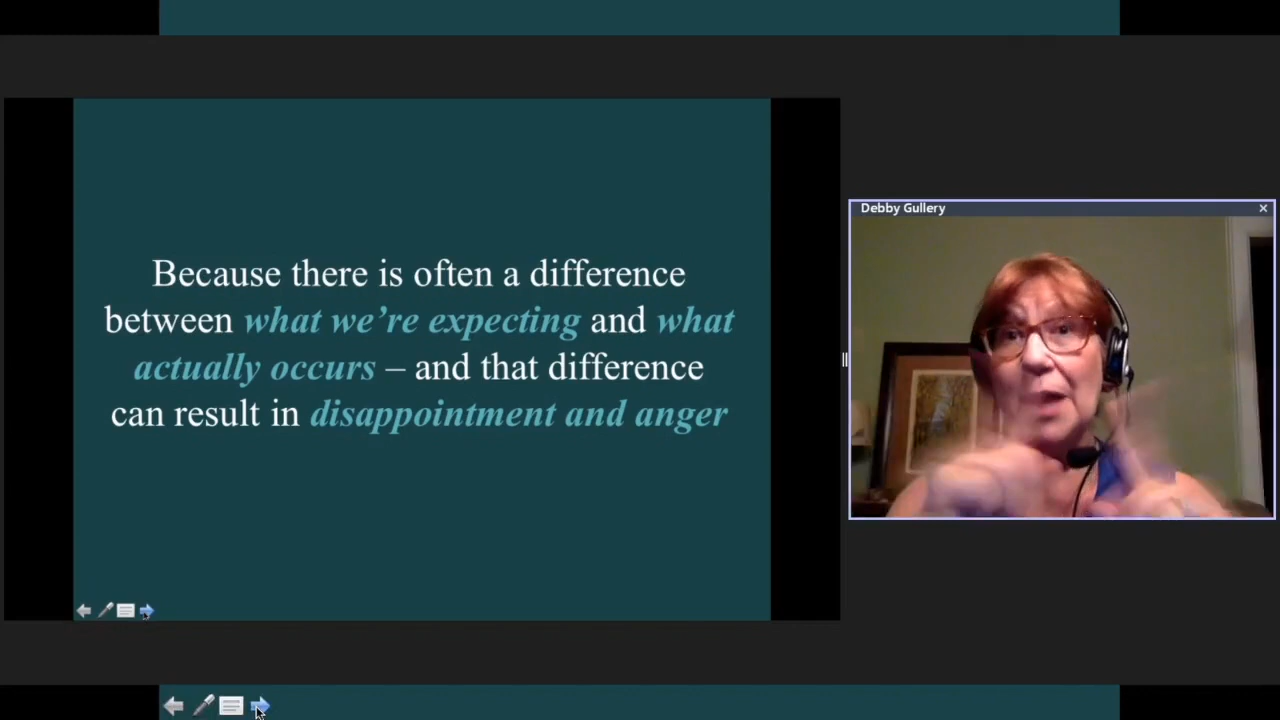 Because there is often a difference
between what we're expecting and what
actually occurs – and that difference
can result in disappointment and anger
Debby Gullery